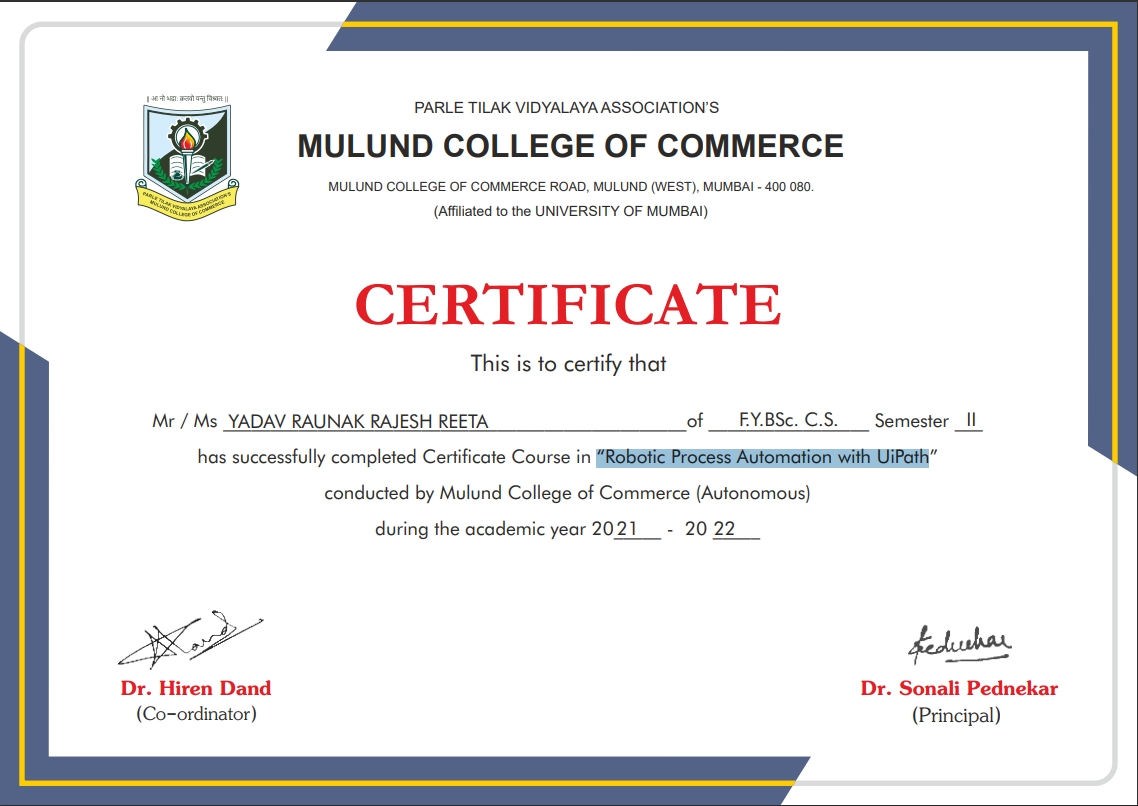 || आ नो भद्राः क्रतवो यन्तु विश्वतः ||
PARLE TILAK VIDYALAYA ASSOCIATION'S
MULUND COLLEGE OF COMMERCE
PARLE TILAK VIDYALAYA ASSOCIATION'S
MULUND COLLEGE OF COMMERCE
MULUND COLLEGE OF COMMERCE ROAD, MULUND (WEST), MUMBAI - 400 080.
(Affiliated to the UNIVERSITY OF MUMBAI)
CERTIFICATE
This is to certify that
Mr / Ms YADAV RAUNAK RAJESH REETA of F.Y.BSc. C.S. Semester II
has successfully completed Certificate Course in “Robotic Process Automation with UiPath”
conducted by Mulund College of Commerce (Autonomous)
during the academic year 2021 - 20 22
Dand
Pednekar
Dr. Hiren Dand
Dr. Sonali Pednekar
(Co-ordinator)
(Principal)